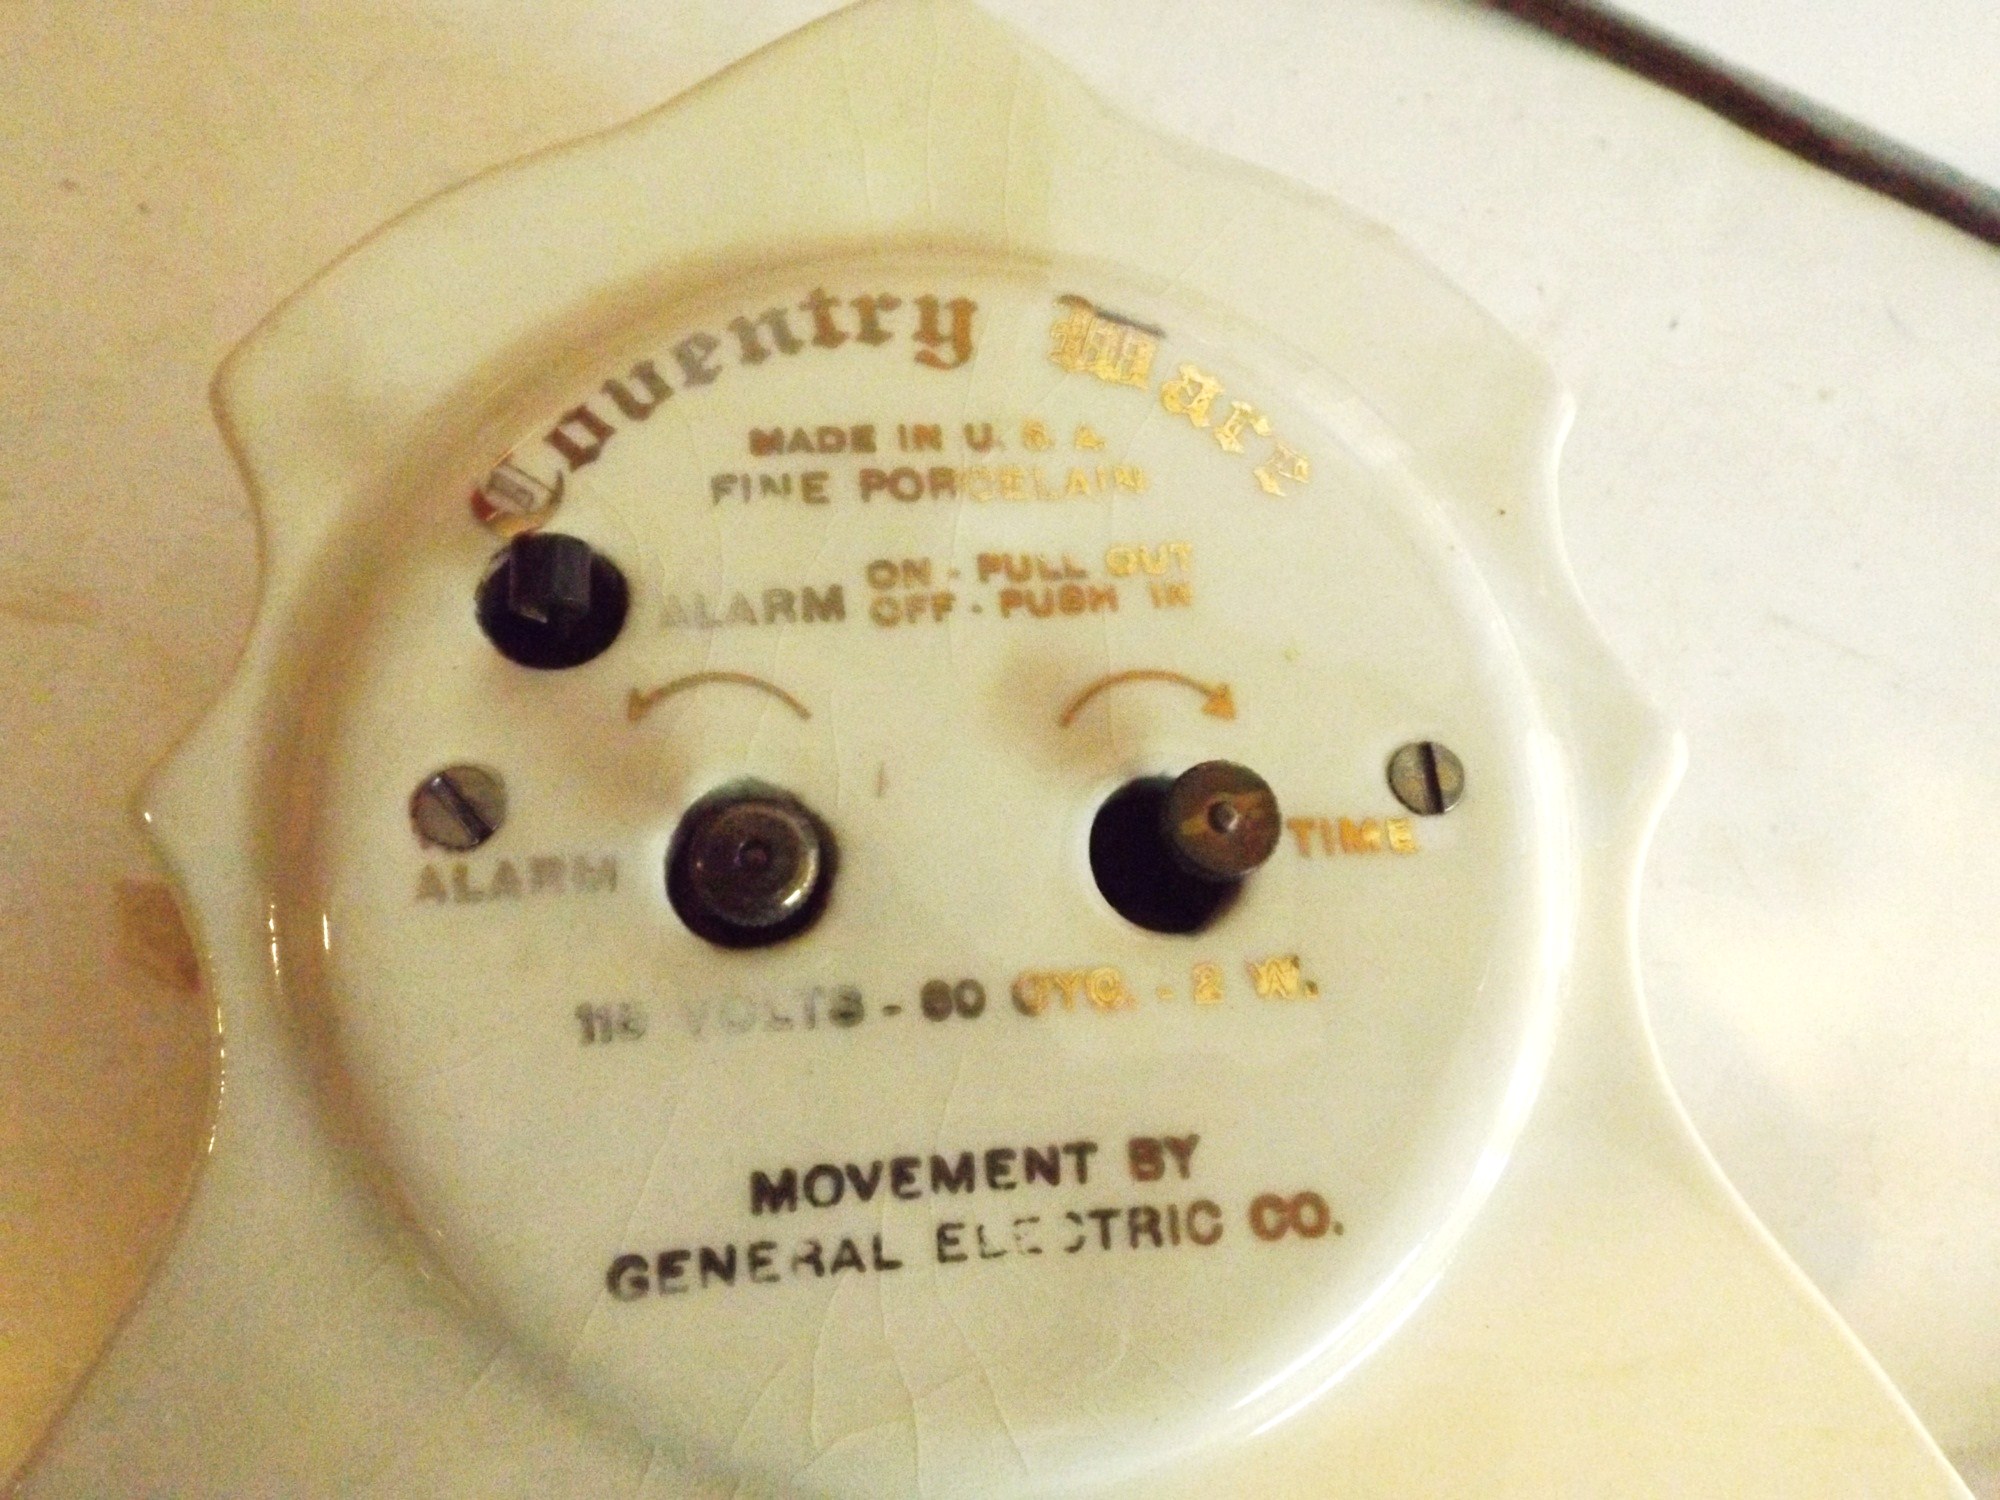 Coventry Ware
MADE IN U. S. A.
FINE PORCELAIN
ALARM ON - PULL OUT
OFF - PUSH IN
ALARM
TIME
115 VOLTS - 60 CYC. - 2 W.
MOVEMENT BY
GENERAL ELECTRIC CO.